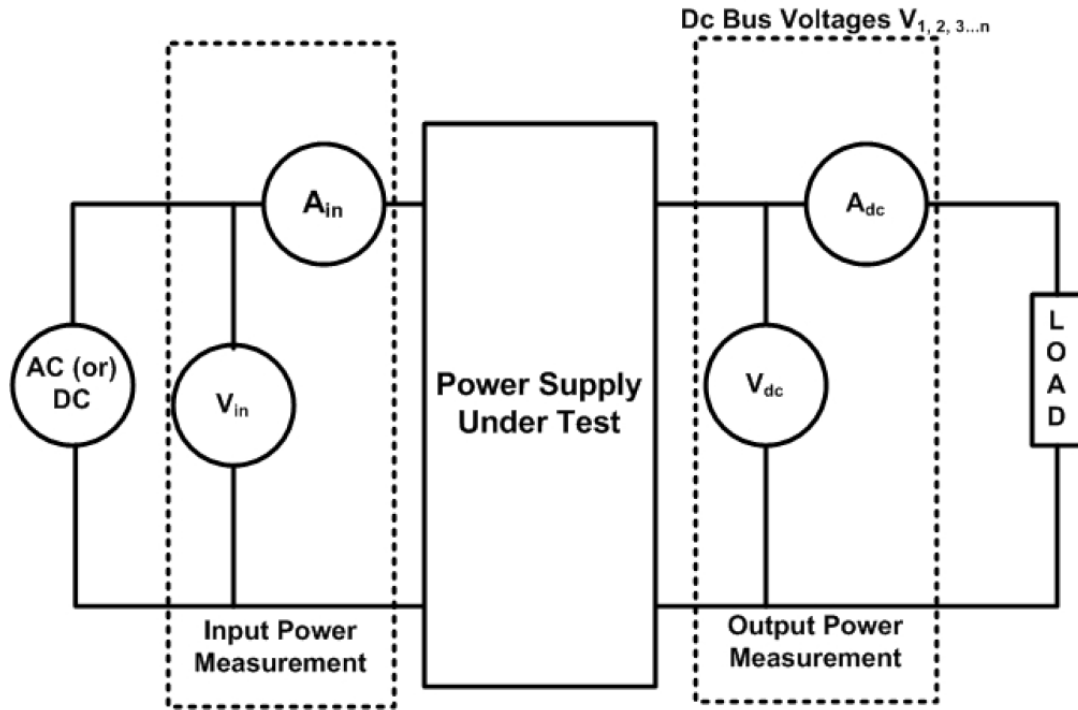 Dc Bus Voltages V1, 2, 3...n
Ain
Adc
AC (or)
DC
Vin
Power Supply
Under Test
Vdc
L
O
A
D
Input Power
Measurement
Output Power
Measurement